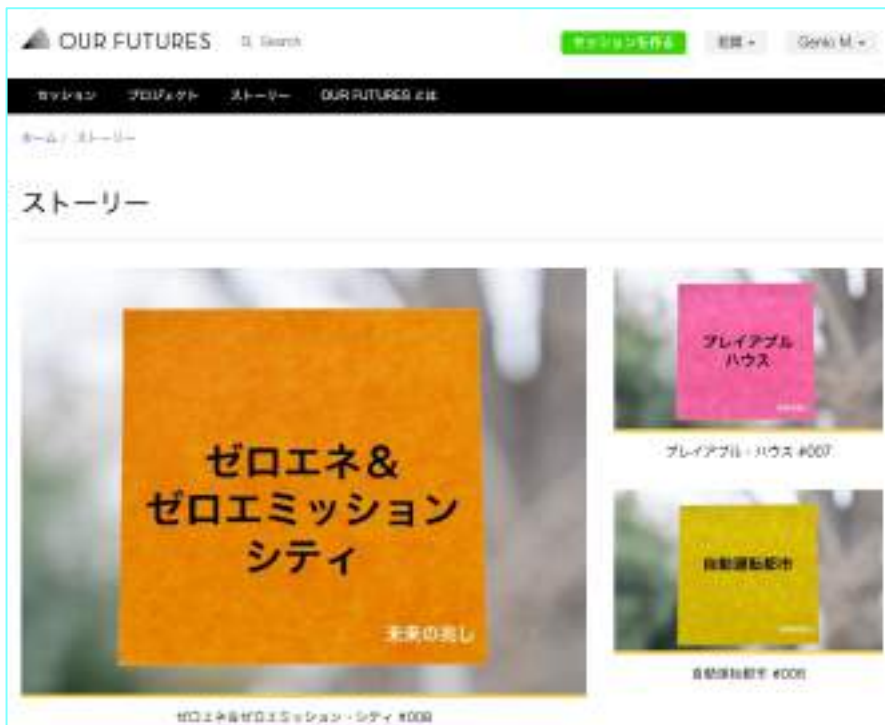 OUR FUTURES
Search
セッションを作る
Genki M.
セッション プロジェクト ストーリー OUR FUTURES とは
ホーム / ストーリー
ストーリー
ゼロエネ&
ゼロエミッション
シティ
未来の兆し
ゼロエネ&ゼロエミッション・シティ #008
プレイアブル
ハウス
プレイアブル・ハウス #007
自動運転都市
自動運転都市 #006